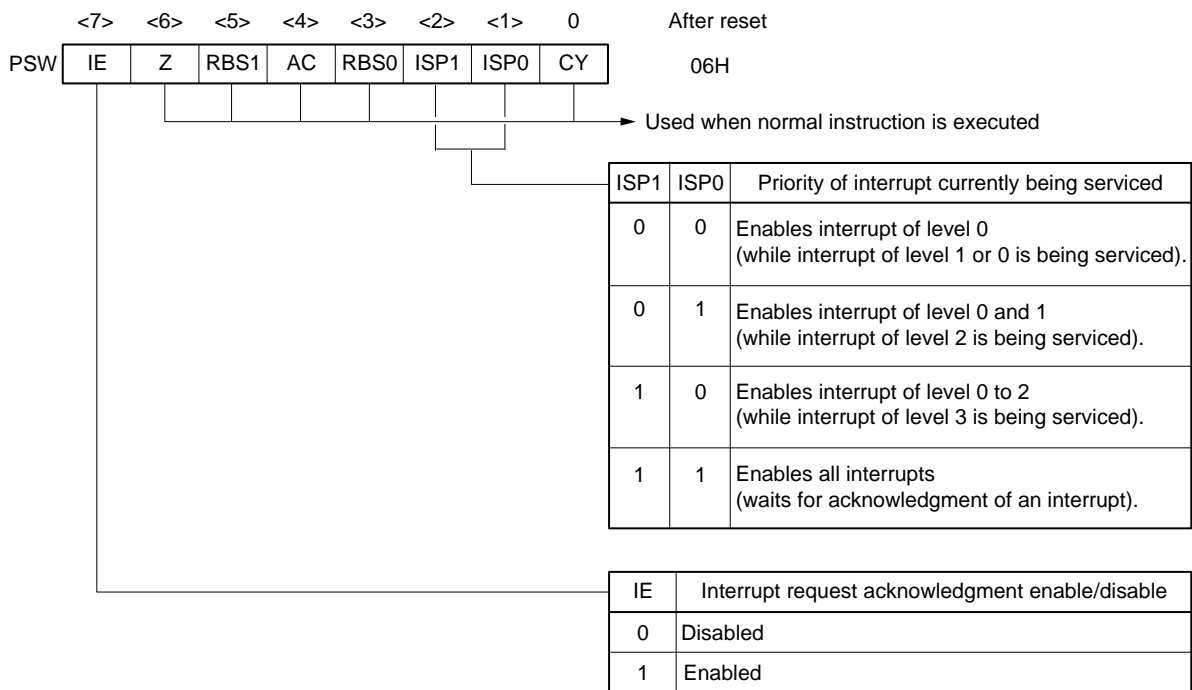 <7> <6> <5> <4> <3> <2> <1> 0 After reset
PSW IE Z RBS1 AC RBS0 ISP1 ISP0 CY 06H
Used when normal instruction is executed
ISP1 ISP0 Priority of interrupt currently being serviced
0 0 Enables interrupt of level 0
(while interrupt of level 1 or 0 is being serviced).
0 1 Enables interrupt of level 0 and 1
(while interrupt of level 2 is being serviced).
1 0 Enables interrupt of level 0 to 2
(while interrupt of level 3 is being serviced).
1 1 Enables all interrupts
(waits for acknowledgment of an interrupt).
IE Interrupt request acknowledgment enable/disable
0 Disabled
1 Enabled